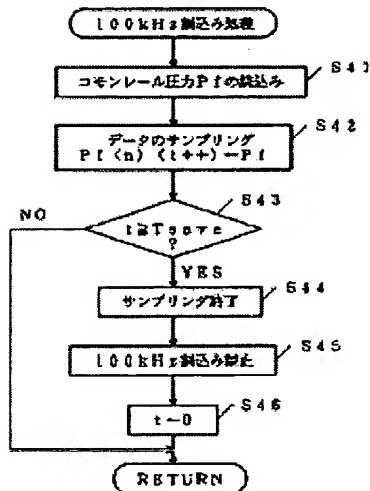 100kHz割込み処理
コモンレール圧力Pfの読込み
S41
データのサンプリング
Pf(n)(t++)←Pf
S42
t≧Tsave
?
S43
NO
YES
サンプリング終了
S44
100kHz割込み禁止
S45
t←0
S46
RETURN